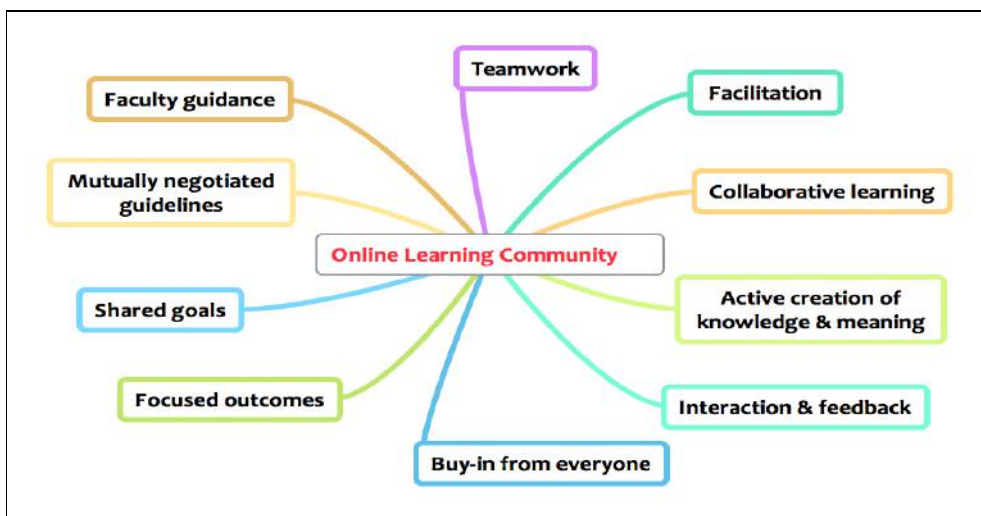 Teamwork
Faculty guidance
Facilitation
Mutually negotiated
guidelines
Collaborative learning
Online Learning Community
Shared goals
Active creation of
knowledge & meaning
Focused outcomes
Interaction & feedback
Buy-in from everyone